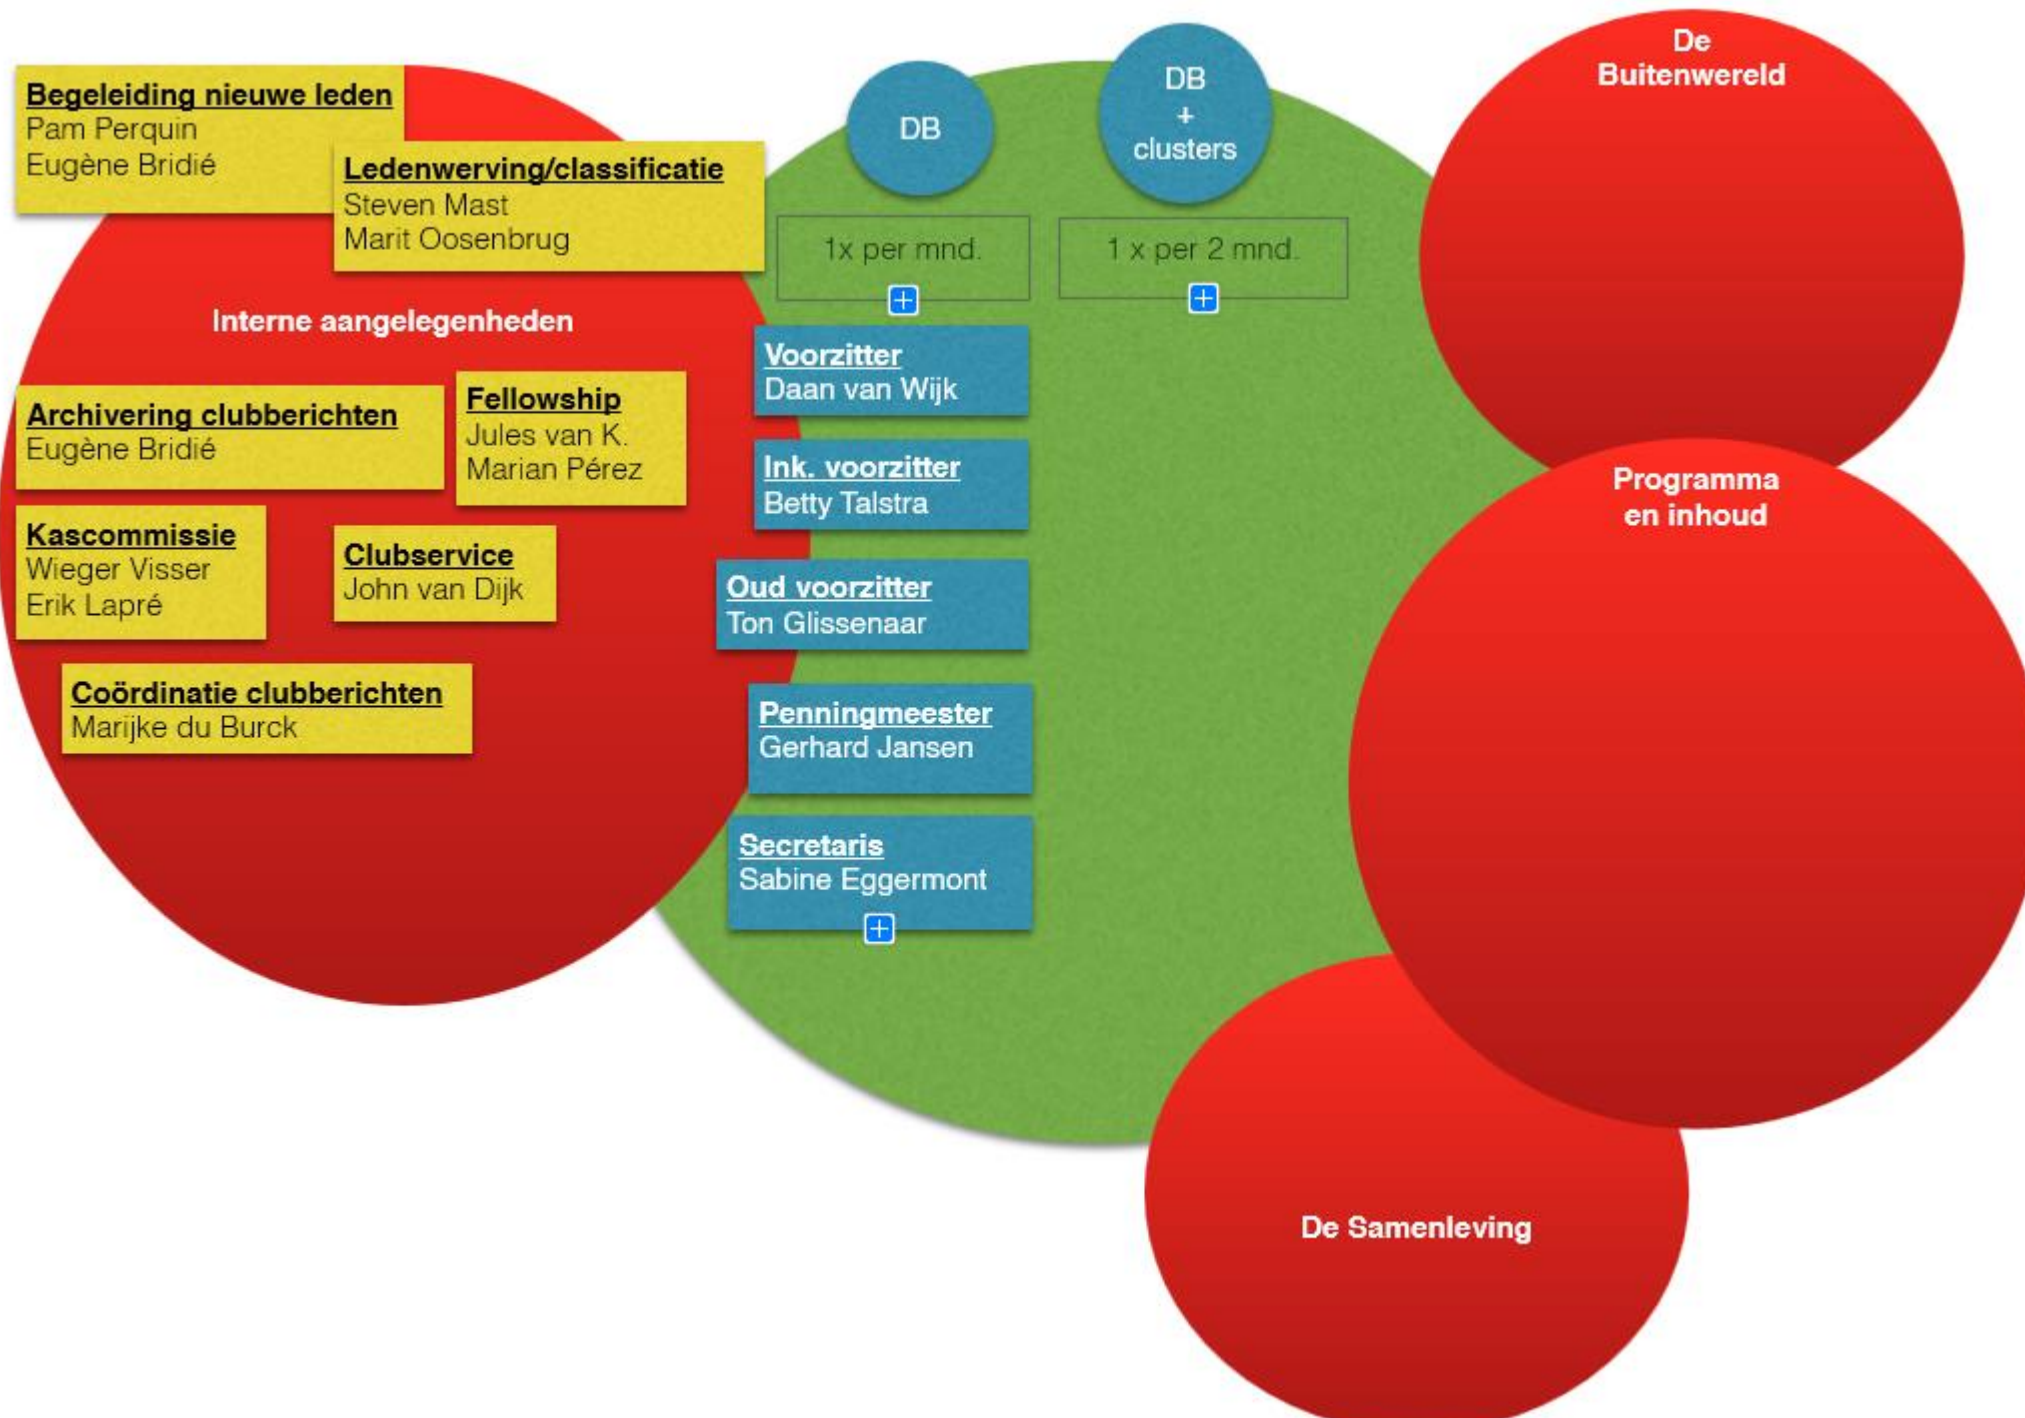 Begeleiding nieuwe leden
Pam Perquin
Eugène Bridié
Ledenwerving/classificatie
Steven Mast
Marit Oosenbrug
Interne aangelegenheden
Archivering clubberichten
Eugène Bridié
Fellowship
Jules van K.
Marian Pérez
Kascommissie
Wieger Visser
Erik Lapré
Clubservice
John van Dijk
Coördinatie clubberichten
Marijke du Burck
DB
1x per mnd.
DB
+
clusters
1 x per 2 mnd.
Voorzitter
Daan van Wijk
Ink. voorzitter
Betty Talstra
Oud voorzitter
Ton Glissenaar
Penningmeester
Gerhard Jansen
Secretaris
Sabine Eggermont
De
Buitenwereld
Programma
en inhoud
De Samenleving